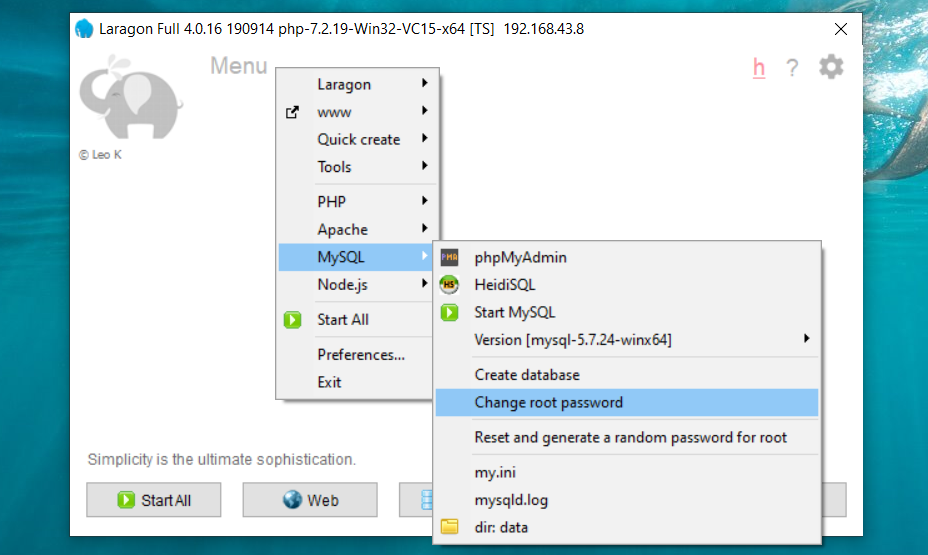 Laragon Full 4.0.16 190914 php-7.2.19-Win32-VC15-x64 [TS] 192.168.43.8
Menu
h ?
© Leo K
Laragon
www
Quick create
Tools
PHP
Apache
MySQL
Node.js
Start All
Preferences...
Exit
PMA phpMyAdmin
HS HeidiSQL
Start MySQL
Version [mysql-5.7.24-winx64]
Create database
Change root password
Reset and generate a random password for root
my.ini
mysqld.log
dir: data
Simplicity is the ultimate sophistication.
Start All
Web